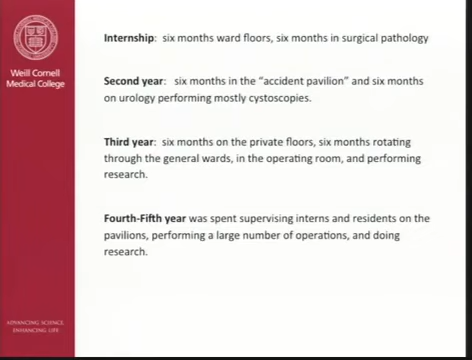 Weill Cornell
Medical College
Internship: six months ward floors, six months in surgical pathology
Second year: six months in the “accident pavilion” and six months
on urology performing mostly cystoscopies.
Third year: six months on the private floors, six months rotating
through the general wards, in the operating room, and performing
research.
Fourth-Fifth year was spent supervising interns and residents on the
pavilions, performing a large number of operations, and doing
research.
ADVANCING SCIENCE,
ENHANCING LIFE